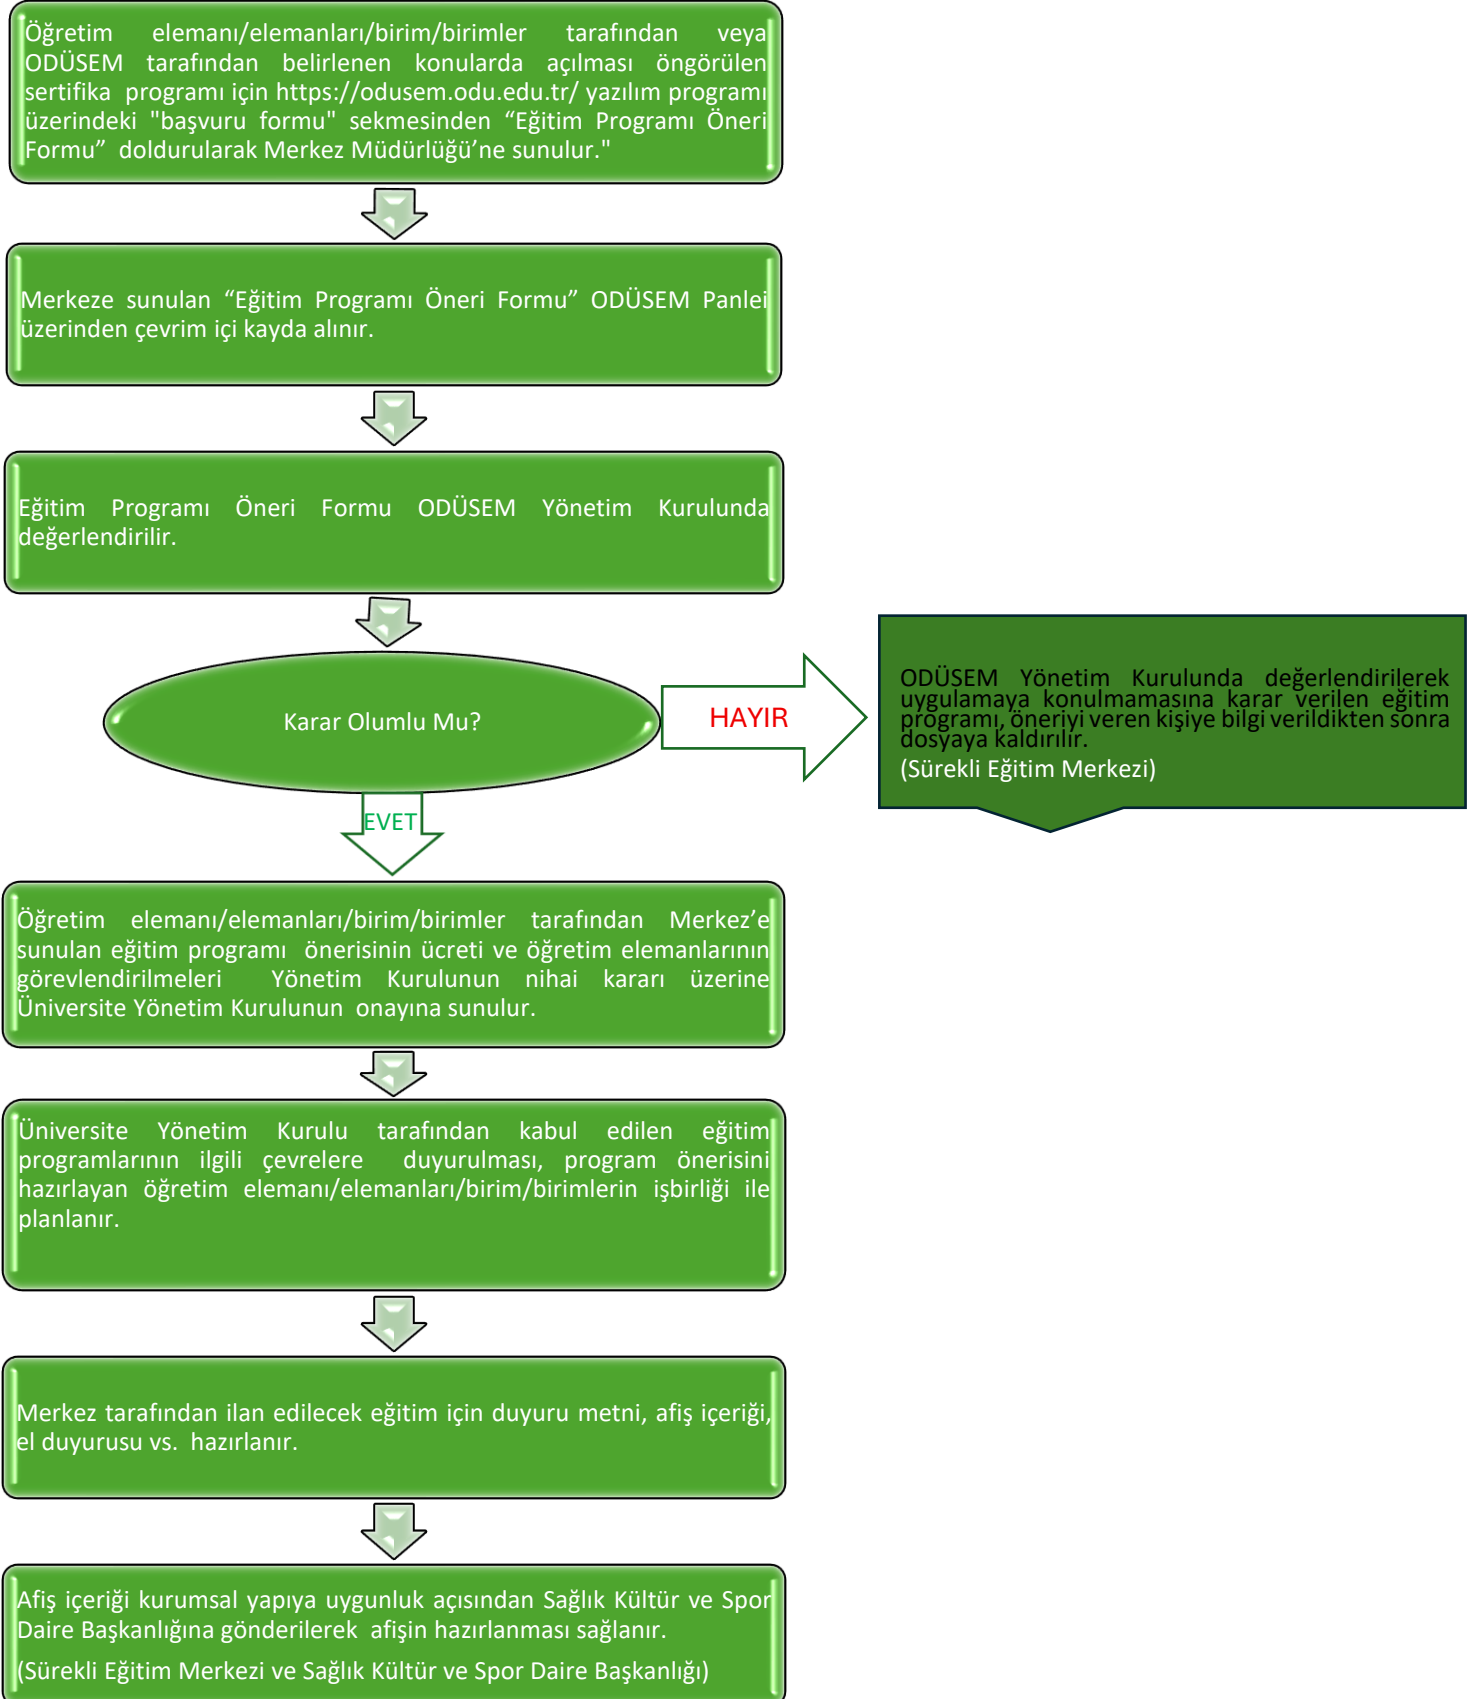 Öğretim elemanı/elemanları/birim/birimler tarafından veya
ODÜSEM tarafından belirlenen konularda açılması öngörülen
sertifika programı için https://odusem.odu.edu.tr/ yazılım programı
üzerindeki "başvuru formu" sekmesinden “Eğitim Programı Öneri
Formu” doldurularak Merkez Müdürlüğü’ne sunulur."
Merkeze sunulan “Eğitim Programı Öneri Formu” ODÜSEM Panlei
üzerinden çevrim içi kayda alınır.
Eğitim Programı Öneri Formu ODÜSEM Yönetim Kurulunda
değerlendirilir.
Karar Olumlu Mu?
HAYIR
ODÜSEM Yönetim Kurulunda değerlendirilerek
uygulamaya konulmamasına karar verilen eğitim
programı, öneriyi veren kişiye bilgi verildikten sonra
dosyaya kaldırılır.
(Sürekli Eğitim Merkezi)
EVET
Öğretim elemanı/elemanları/birim/birimler tarafından Merkez’e
sunulan eğitim programı önerisinin ücreti ve öğretim elemanlarının
görevlendirilmeleri Yönetim Kurulunun nihai kararı üzerine
Üniversite Yönetim Kurulunun onayına sunulur.
Üniversite Yönetim Kurulu tarafından kabul edilen eğitim
programlarının ilgili çevrelere duyurulması, program önerisini
hazırlayan öğretim elemanı/elemanları/birim/birimlerin işbirliği ile
planlanır.
Merkez tarafından ilan edilecek eğitim için duyuru metni, afiş içeriği,
el duyurusu vs. hazırlanır.
Afiş içeriği kurumsal yapıya uygunluk açısından Sağlık Kültür ve Spor
Daire Başkanlığına gönderilerek afişin hazırlanması sağlanır.
(Sürekli Eğitim Merkezi ve Sağlık Kültür ve Spor Daire Başkanlığı)